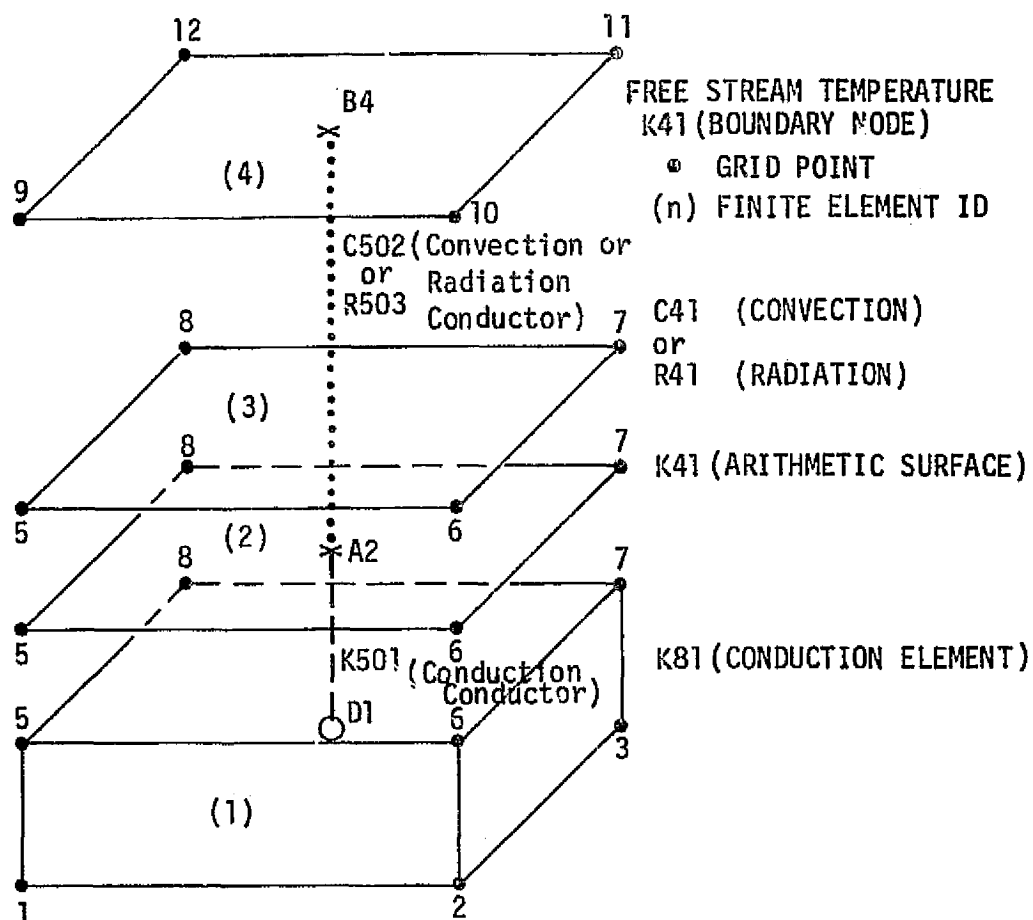 12
11
B4
FREE STREAM TEMPERATURE
K41 (BOUNDARY NODE)
GRID POINT
(n) FINITE ELEMENT ID
(4)
9
10
C502 (Convection or
or Radiation
R503 Conductor)
8
7
C41 (CONVECTION)
or
R41 (RADIATION)
(3)
8
7
K41 (ARITHMETIC SURFACE)
5
6
(2)
A2
8
7
5
6
K501 (Conduction
Conductor)
K81 (CONDUCTION ELEMENT)
5
D1
6
3
(1)
1
2